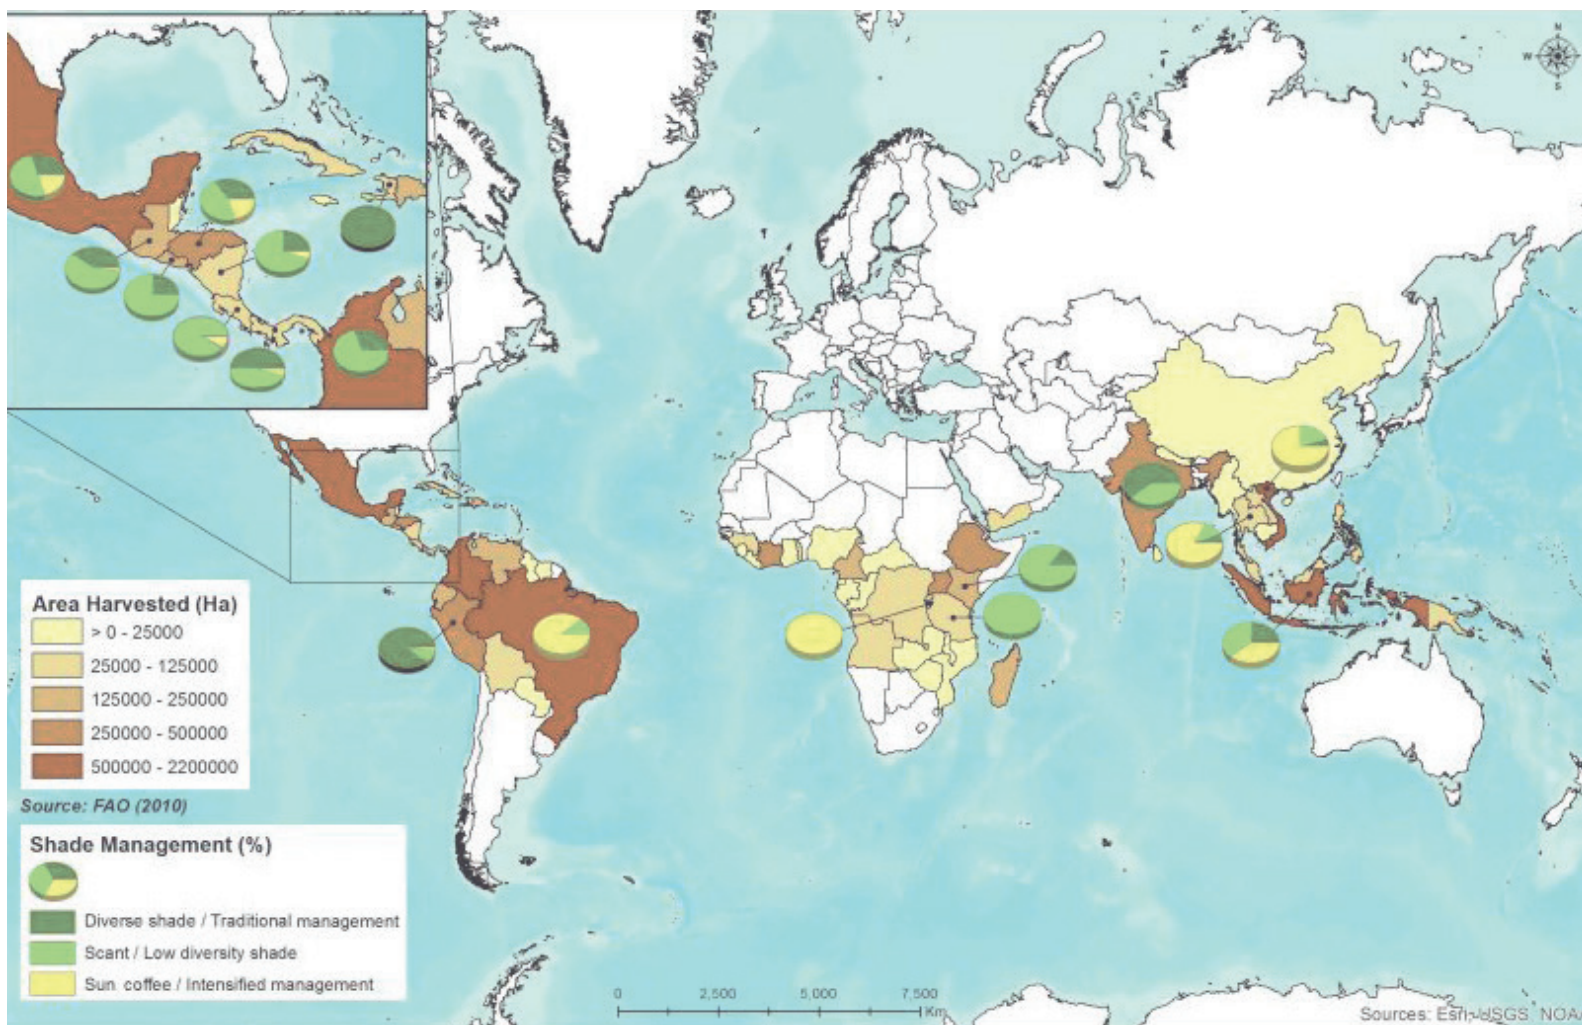 N
W
E
S
Area Harvested (Ha)
> 0 - 25000
25000 - 125000
125000 - 250000
250000 - 500000
500000 - 2200000
Source: FAO (2010)
Shade Management (%)
Diverse shade / Traditional management
Scant / Low diversity shade
Sun coffee / Intensified management
0 2,500 5,000 7,500
Km
Sources: Esri, USGS, NOAA